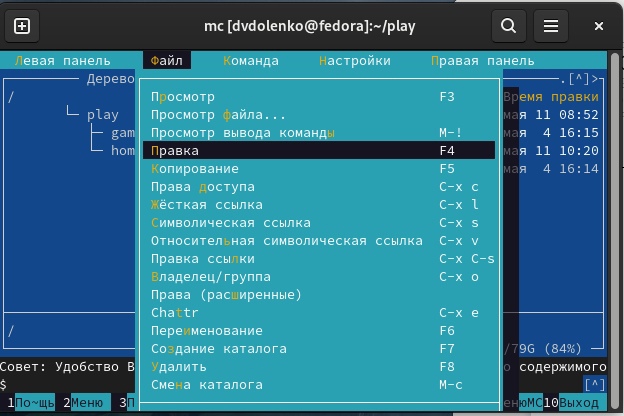 mc [dvdolenko@fedora]:~/play
Левая панель Файл Команда Настройки Правая панель
Дерево .[^]>
/ Просмотр F3 Время правки
play Просмотр файла... мая 11 08:52
gam Просмотр вывода команды M-! мая 4 16:15
hom Правка F4 мая 11 10:20
Копирование F5 мая 4 16:14
Права доступа C-x c
Жёсткая ссылка C-x l
Символическая ссылка C-x s
Относительная символическая ссылка C-x v
Правка ссылки C-x C-s
Владелец/группа C-x o
Права (расширенные)
Chattr C-x e
/ Переименование F6
Создание каталога F7 /79G (84%)
Совет: Удобство В Удалить F8 о содержимого
$ Смена каталога M-c [^]
1По~щь 2Меню 3П енюMC10Выход